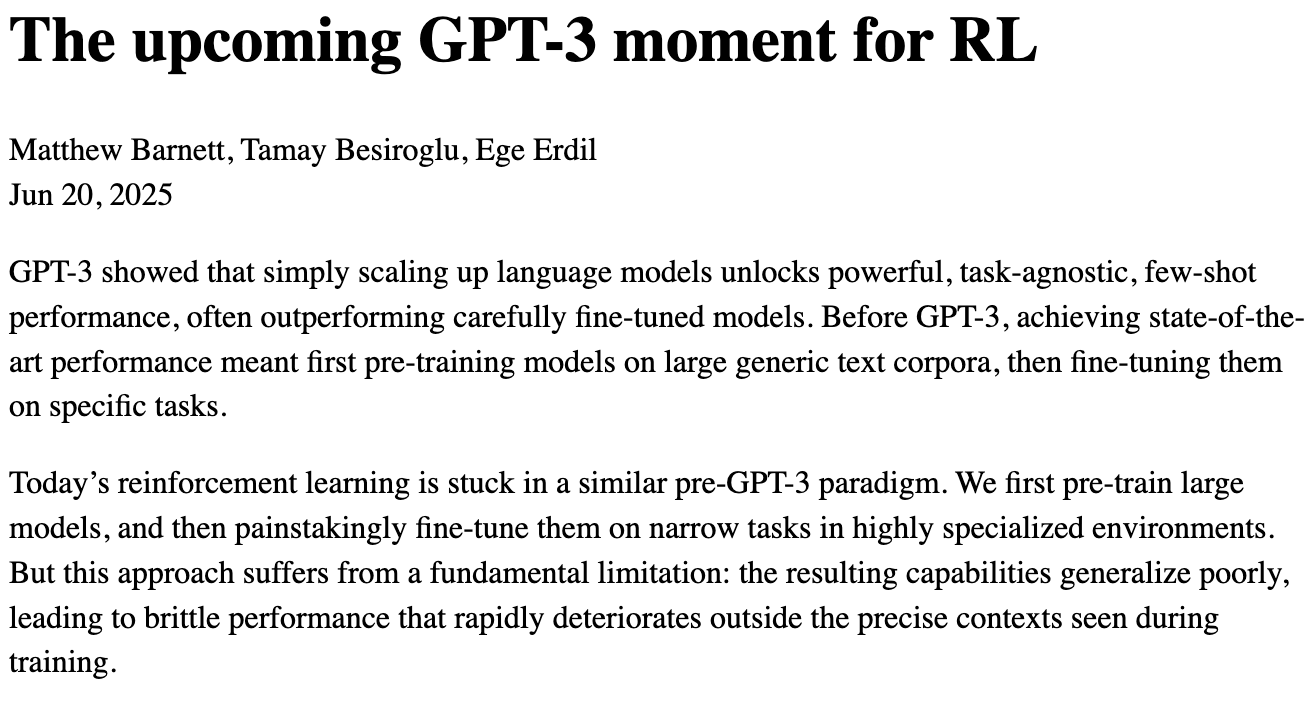 The upcoming GPT-3 moment for RL
Matthew Barnett, Tamay Besiroglu, Ege Erdil
Jun 20, 2025
GPT-3 showed that simply scaling up language models unlocks powerful, task-agnostic, few-shot
performance, often outperforming carefully fine-tuned models. Before GPT-3, achieving state-of-the-
art performance meant first pre-training models on large generic text corpora, then fine-tuning them
on specific tasks.
Today’s reinforcement learning is stuck in a similar pre-GPT-3 paradigm. We first pre-train large
models, and then painstakingly fine-tune them on narrow tasks in highly specialized environments.
But this approach suffers from a fundamental limitation: the resulting capabilities generalize poorly,
leading to brittle performance that rapidly deteriorates outside the precise contexts seen during
training.